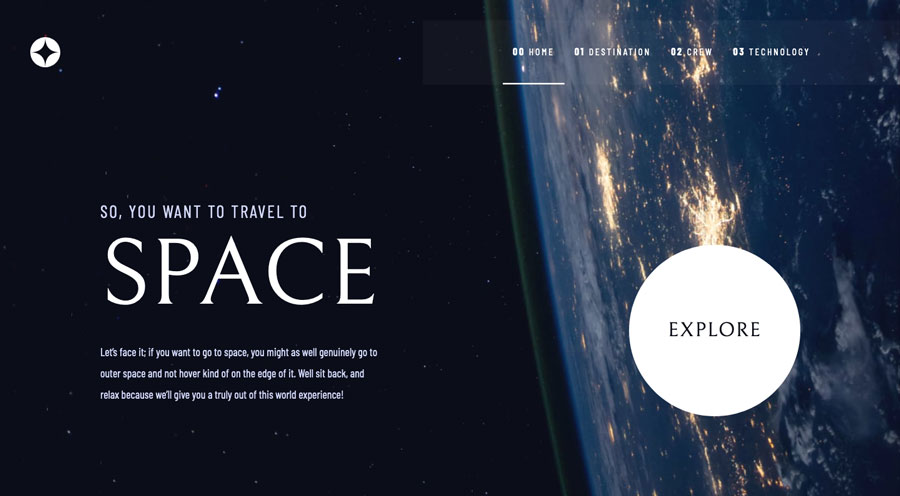 00 HOME 01 DESTINATION 02 CREW 03 TECHNOLOGY
SO, YOU WANT TO TRAVEL TO
SPACE
Let's face it; if you want to go to space, you might as well genuinely go to
outer space and not hover kind of on the edge of it. Well sit back, and
relax because we'll give you a truly out of this world experience!
EXPLORE